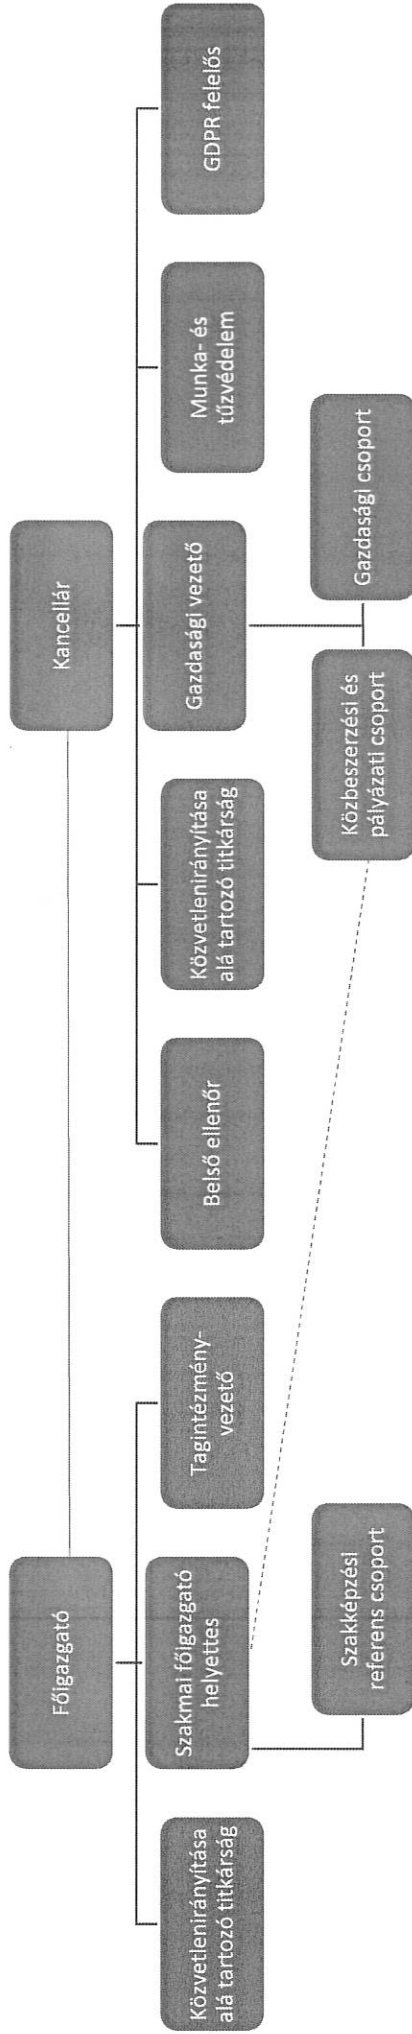 Főigazgató
Kancellár
Közvetlenirányítása
alá tartozó titkárság
Szakmai főigazgató
helyettes
Tagintézmény-
vezető
Belső ellenőr
Közvetlenirányítása
alá tartozó titkárság
Gazdasági vezető
Munka- és
tűzvédelem
GDPR felelős
Szakképzési
referens csoport
Közbeszerzési és
pályázati csoport
Gazdasági csoport